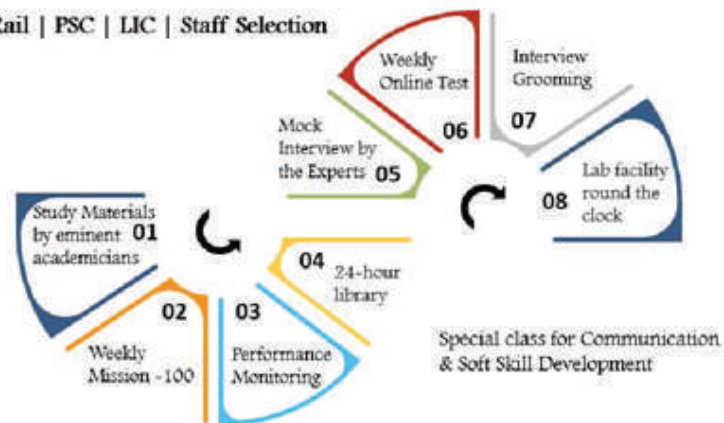 Rail | PSC | LIC | Staff Selection
Study Materials
by eminent 01
academicians
02
Weekly
Mission -100
03
Performance
Monitoring
04
24-hour
library
Mock
Interview by
the Experts 05
Weekly
Online Test
06
Interview
Grooming
07
08
Lab facility
round the
clock
Special class for Communication
& Soft Skill Development